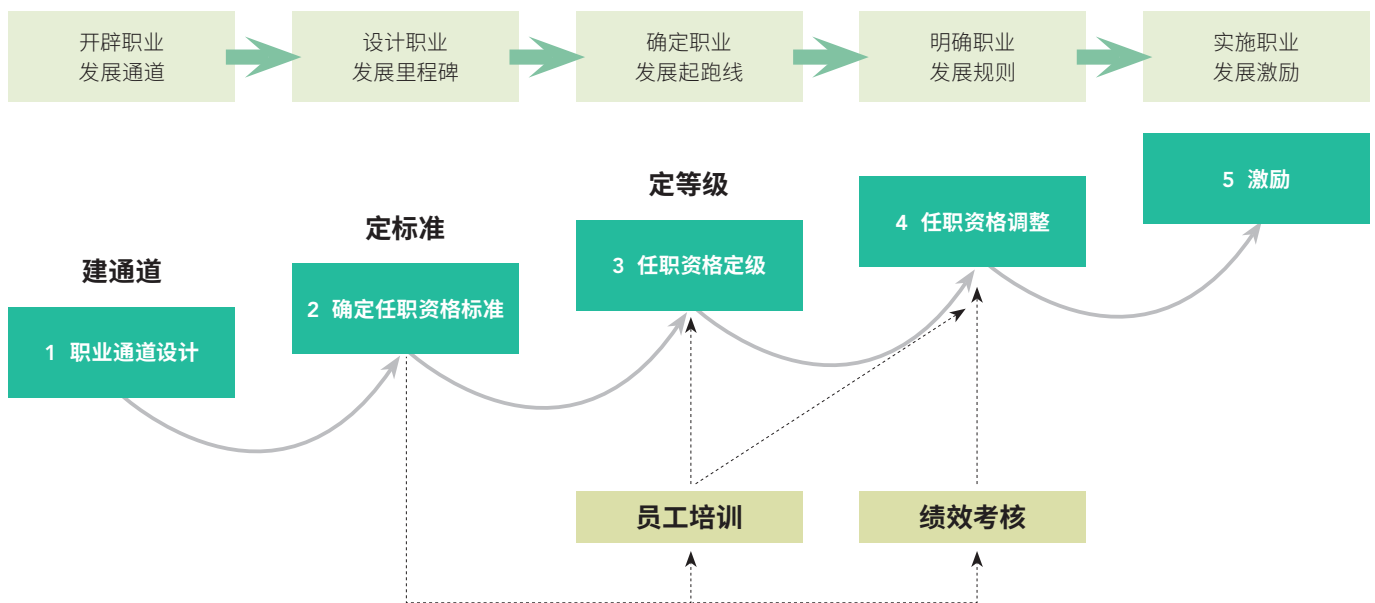 开辟职业
发展通道
设计职业
发展里程碑
确定职业
发展起跑线
明确职业
发展规则
实施职业
发展激励
建通道
1 职业通道设计
定标准
2 确定任职资格标准
定等级
3 任职资格定级
4 任职资格调整
5 激励
员工培训
绩效考核